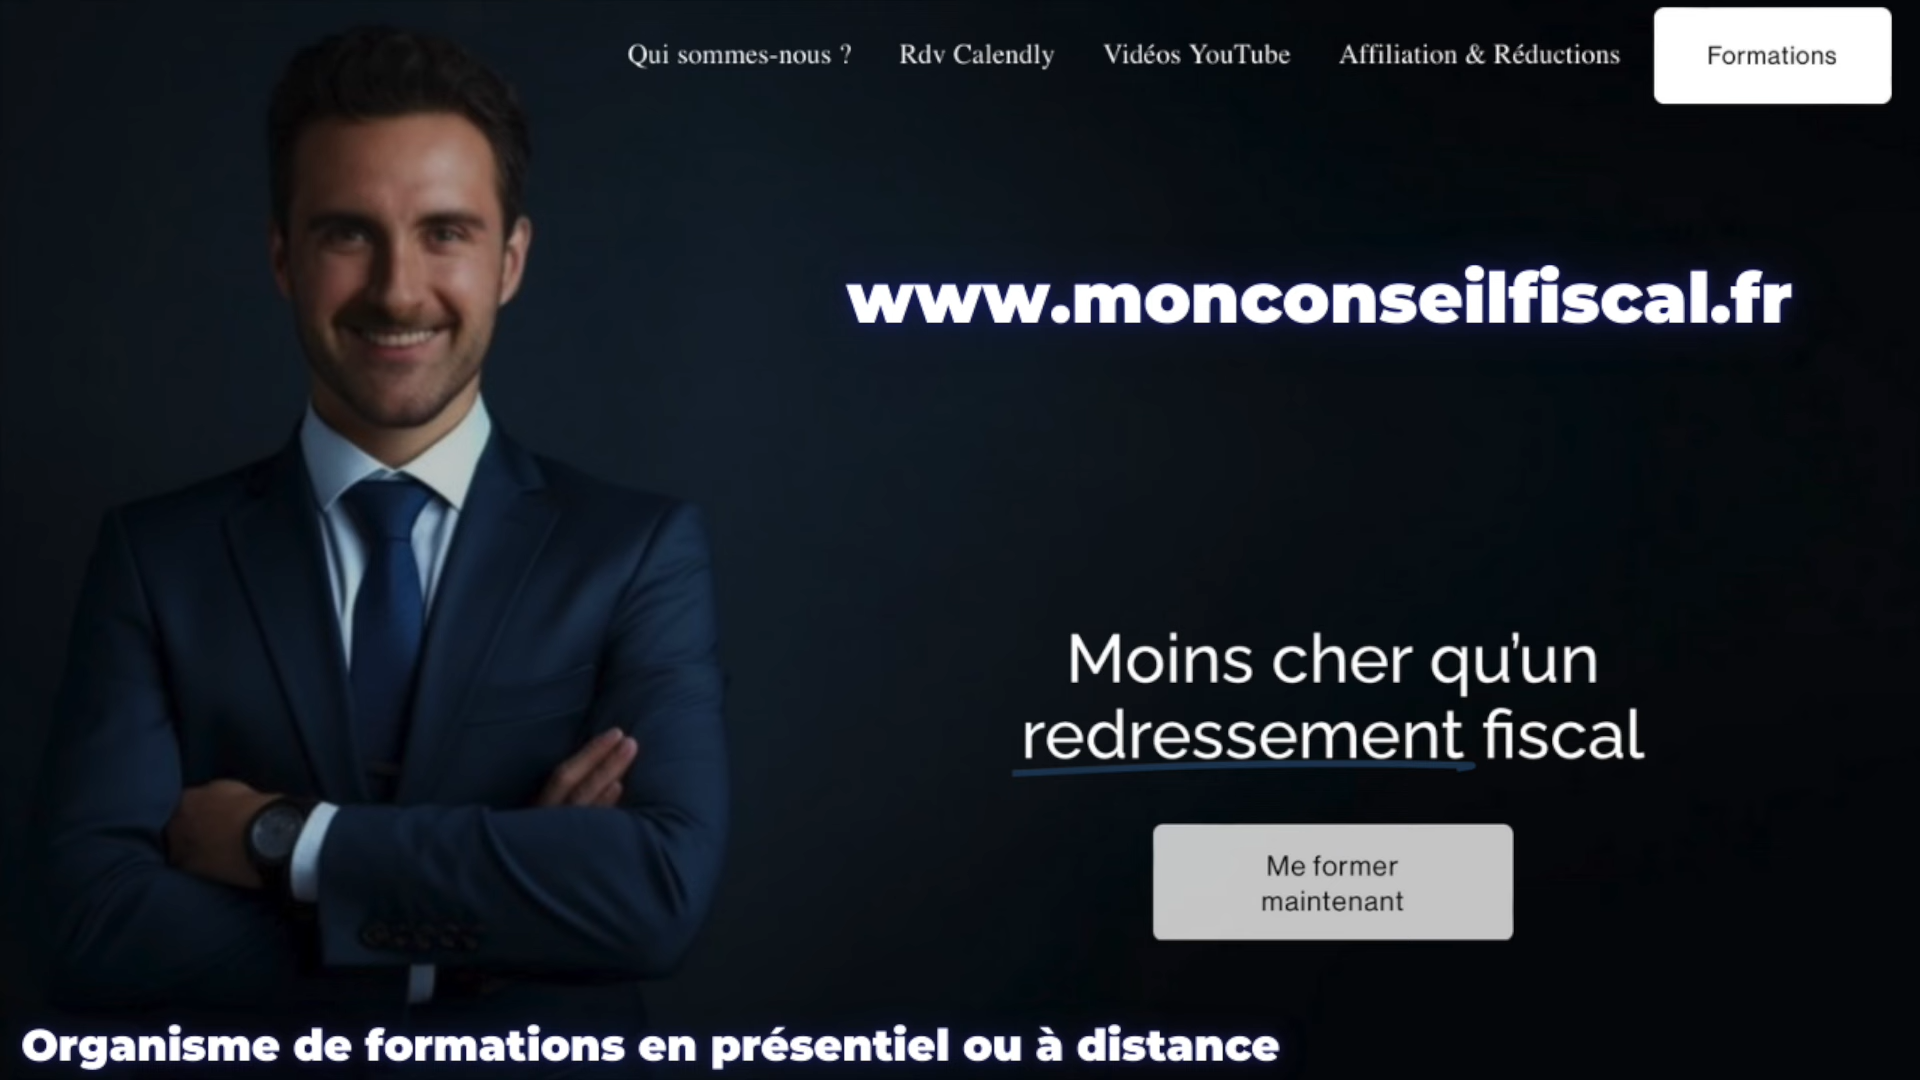 Qui sommes-nous ? Rdv Calendly Vidéos YouTube Affiliation & Réductions Formations
www.monconseilfiscal.fr
Moins cher qu’un
redressement fiscal
Me former
maintenant
Organisme de formations en présentiel ou à distance